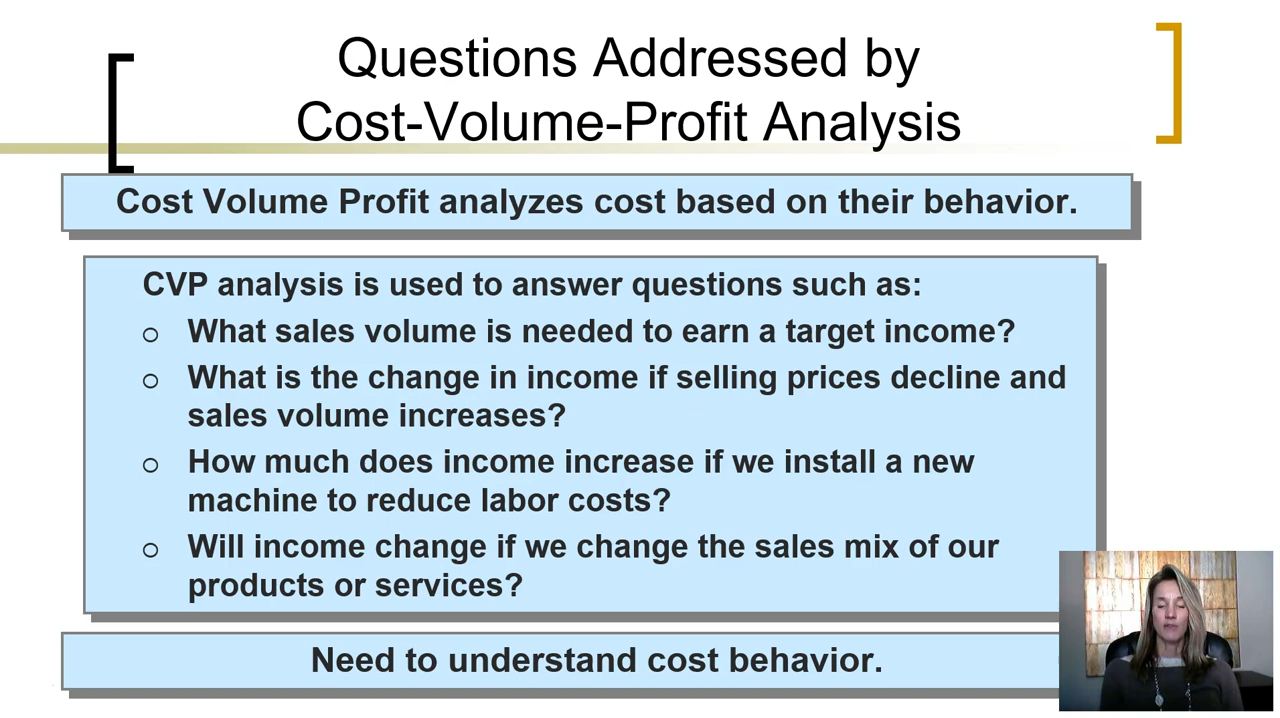 Questions Addressed by
Cost-Volume-Profit Analysis
Cost Volume Profit analyzes cost based on their behavior.
CVP analysis is used to answer questions such as:
What sales volume is needed to earn a target income?
What is the change in income if selling prices decline and
sales volume increases?
How much does income increase if we install a new
machine to reduce labor costs?
Will income change if we change the sales mix of our
products or services?
Need to understand cost behavior.